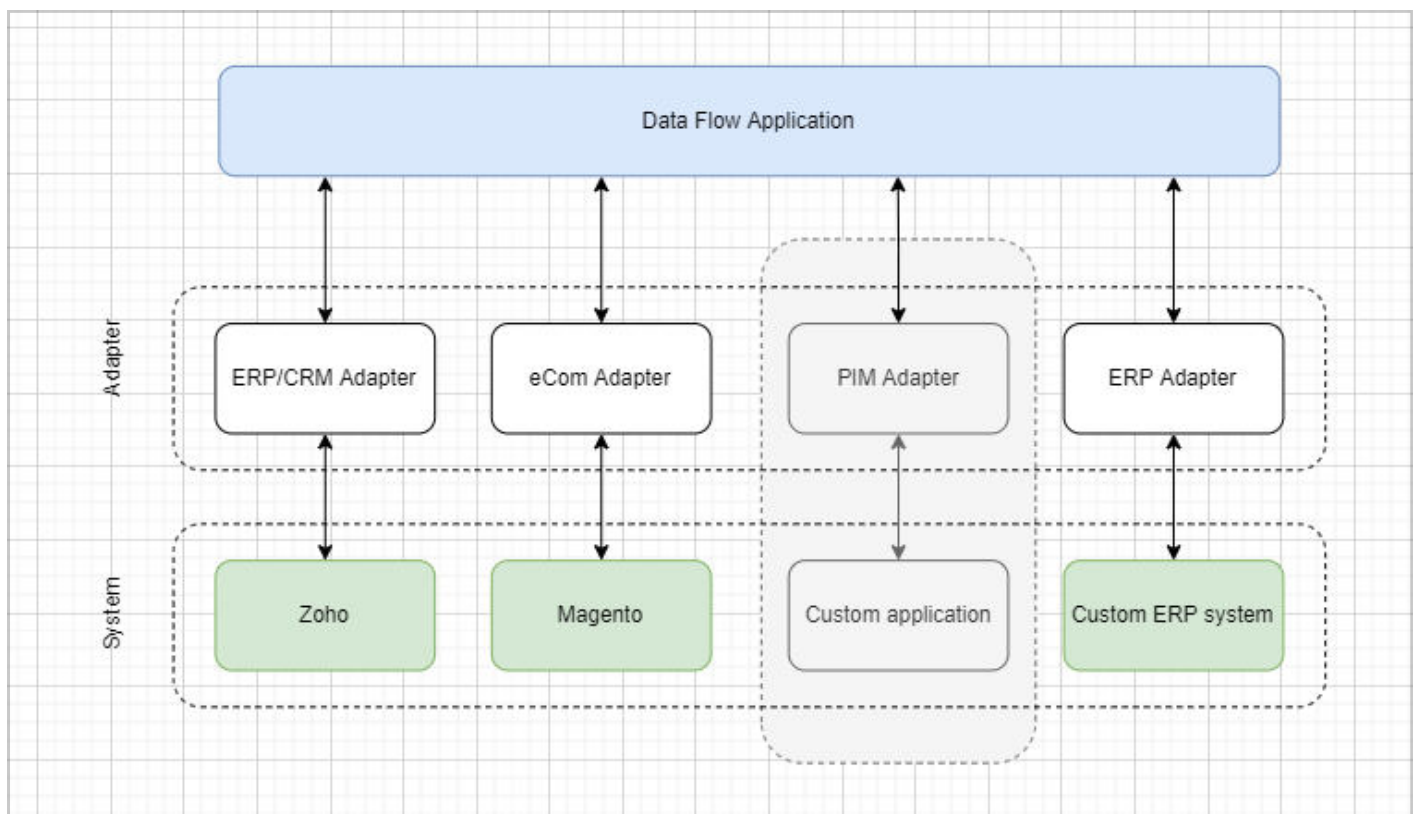 Data Flow Application
Adapter
ERP/CRM Adapter
eCom Adapter
PIM Adapter
ERP Adapter
System
Zoho
Magento
Custom application
Custom ERP system